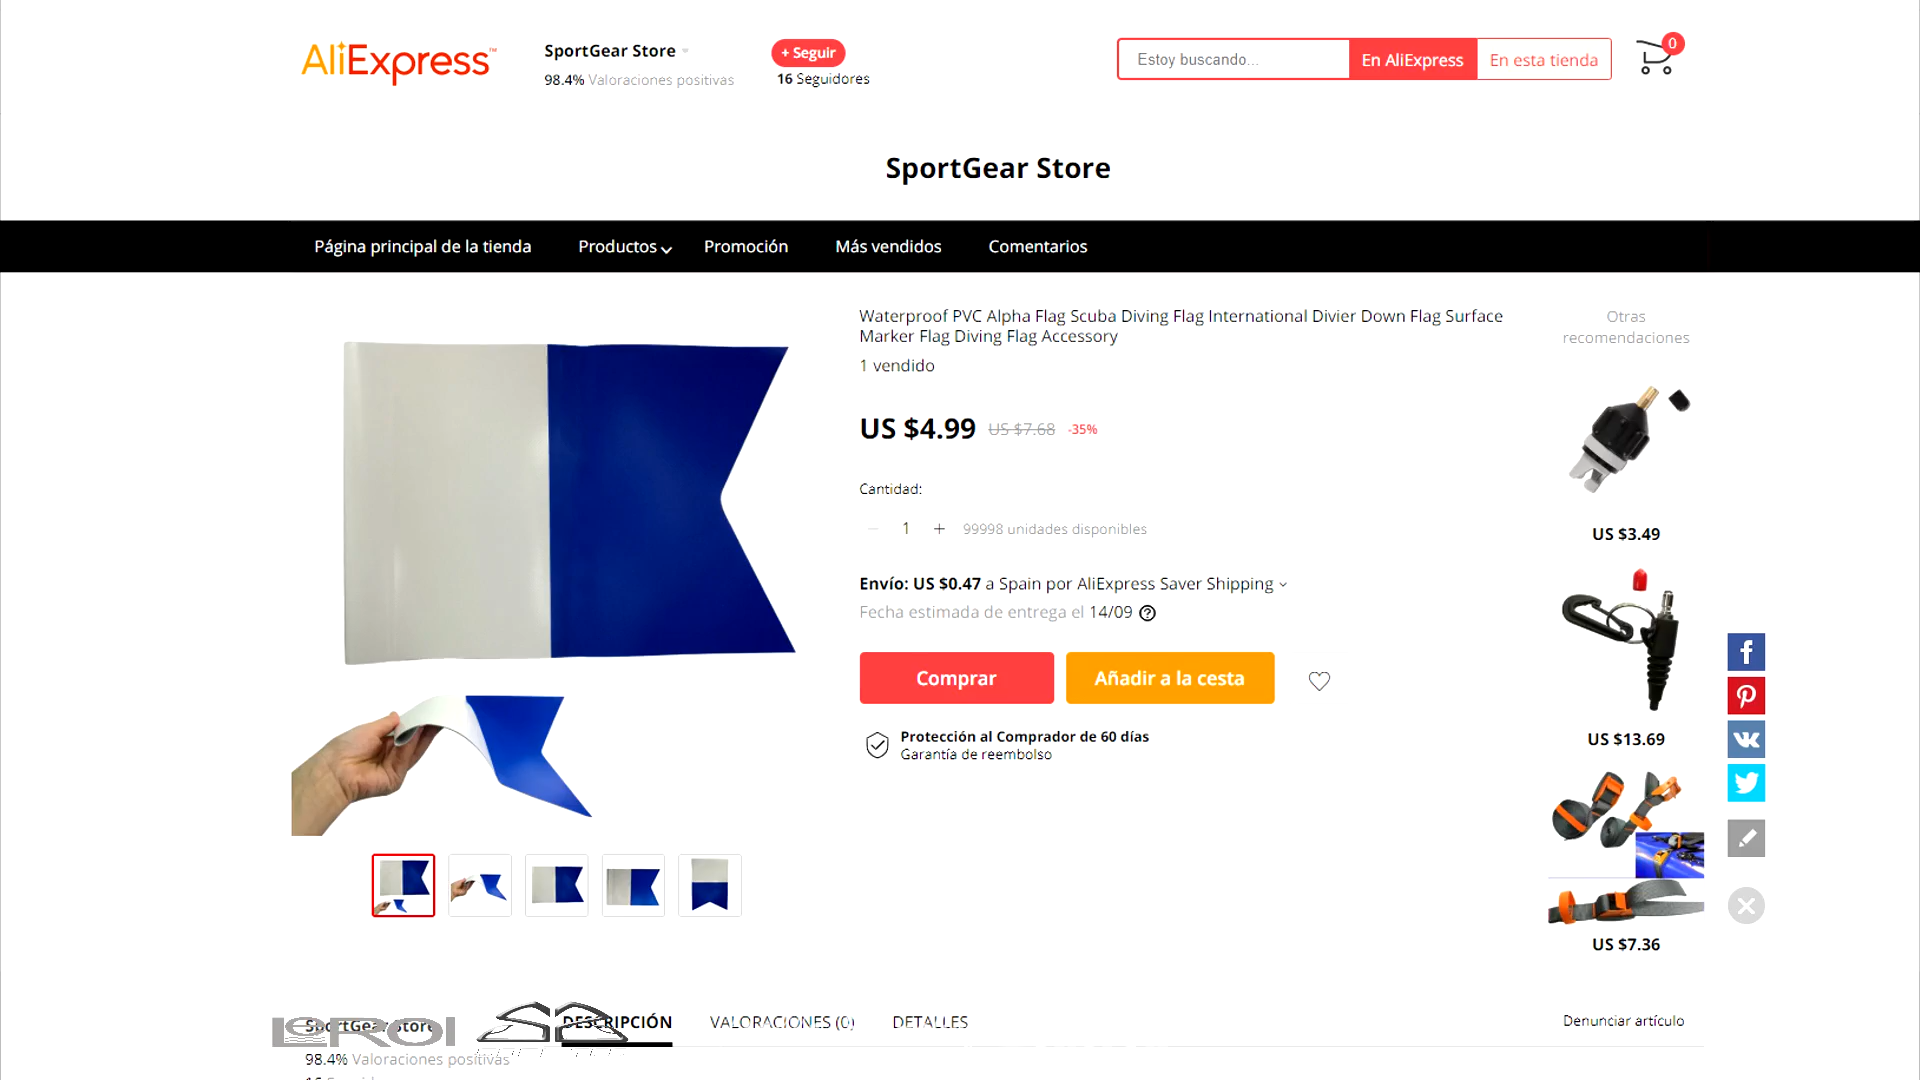 AliExpress™
SportGear Store
98.4% Valoraciones positivas
+ Seguir
16 Seguidores
Estoy buscando...
En AliExpress
En esta tienda
0
SportGear Store
Página principal de la tienda
Productos
Promoción
Más vendidos
Comentarios
Waterproof PVC Alpha Flag Scuba Diving Flag International Divier Down Flag Surface
Marker Flag Diving Flag Accessory
1 vendido
US $4.99 US $7.68 -35%
Cantidad:
− 1 + 99998 unidades disponibles
Envío: US $0.47 a Spain por AliExpress Saver Shipping
Fecha estimada de entrega el 14/09
Comprar
Añadir a la cesta
Protección al Comprador de 60 días
Garantía de reembolso
Otras
recomendaciones
US $3.49
US $13.69
US $7.36
SportGear Store
LeROI
DESCRIPCIÓN
VALORACIONES (0)
DETALLES
Denunciar artículo
98.4% Valoraciones positivas